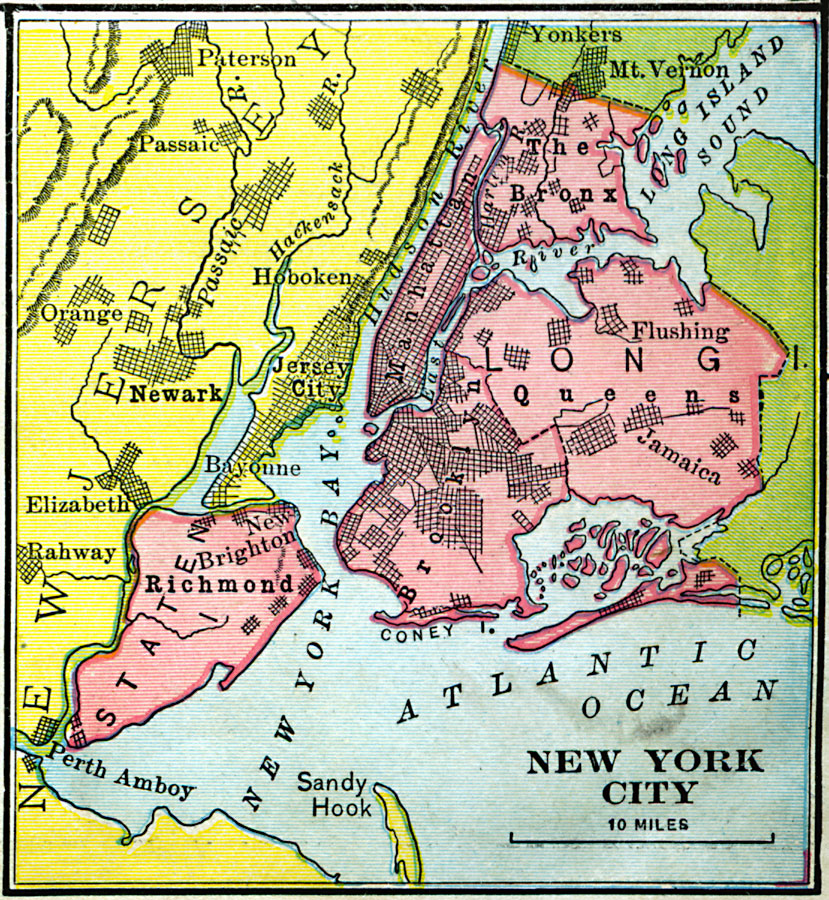 Yonkers
Paterson
Mt. Vernon
LONG ISLAND
SOUND
Passaic
R.
R.
The
Bronx
Harlem R.
Hudson River
Passaic
Hackensack
River
Hoboken
Manhattan
East
Orange
Flushing
LONG I.
Jersey
City
Newark
Queens
Jamaica
Bayonne
Brooklyn
Elizabeth
New
Brighton
Rahway
Richmond
STATEN I.
NEW JERSEY
NEW YORK BAY
CONEY I.
ATLANTIC
OCEAN
Perth Amboy
Sandy
Hook
NEW YORK
CITY
10 MILES